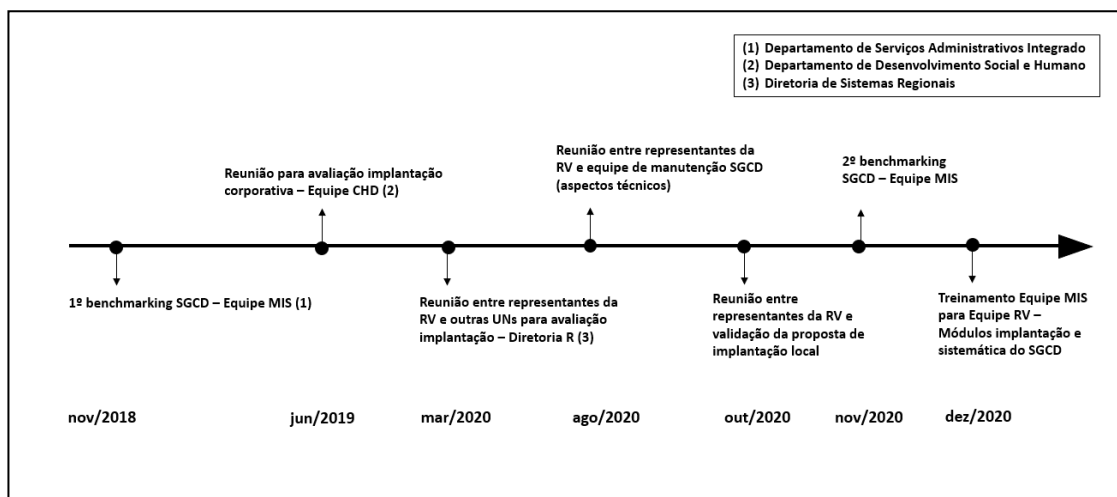 (1) Departamento de Serviços Administrativos Integrado
(2) Departamento de Desenvolvimento Social e Humano
(3) Diretoria de Sistemas Regionais
Reunião para avaliação implantação
corporativa – Equipe CHD (2)
Reunião entre representantes da
RV e equipe de manutenção SGCD
(aspectos técnicos)
2º benchmarking
SGCD – Equipe MIS
1º benchmarking SGCD – Equipe MIS (1)
Reunião entre representantes da
RV e outras UNs para avaliação
implantação – Diretoria R (3)
Reunião entre
representantes da RV e
validação da proposta de
implantação local
Treinamento Equipe MIS
para Equipe RV –
Módulos implantação e
sistemática do SGCD
nov/2018
jun/2019
mar/2020
ago/2020
out/2020
nov/2020
dez/2020